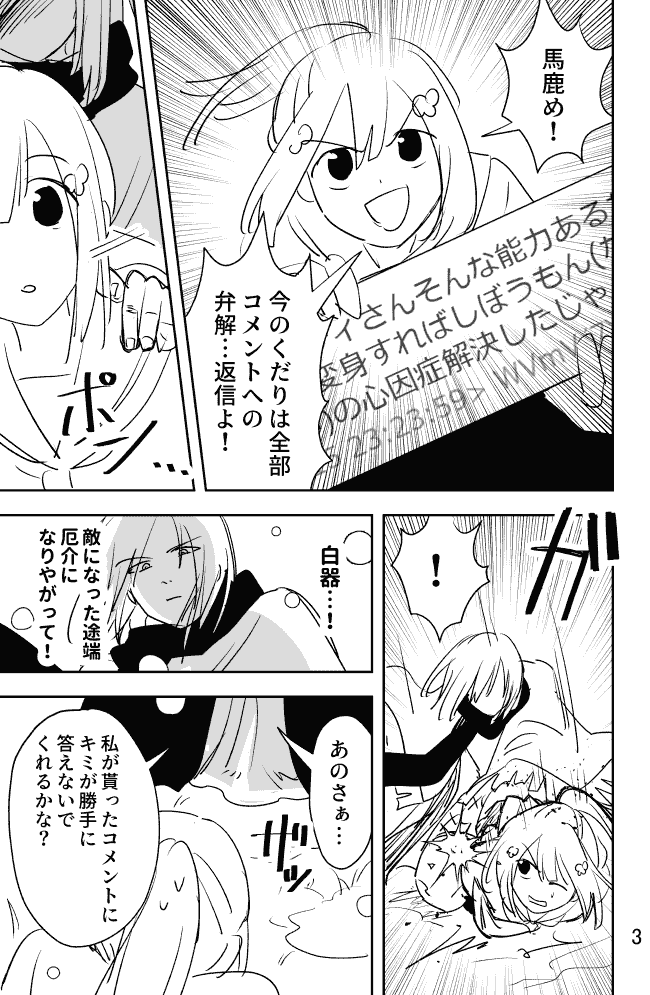 馬鹿め！
ィさんそんな能力ある
変身すればしぼうもん(
の心因症解決したじゃ
23:23:59> WVmV
今のくだりは全部
コメントへの
弁解…返信よ！
ポン…
ガッ
！
白器…！
敵になった途端
厄介に
なりやがって！
あのさぁ…
ガッ
私が貰ったコメントに
キミが勝手に
答えないで
くれるかな？
3